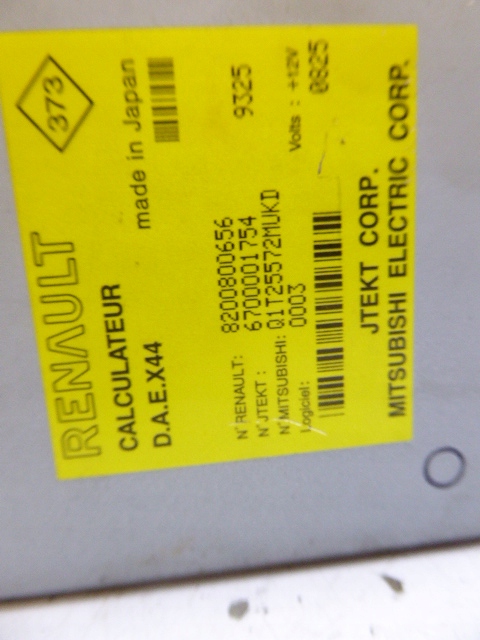 RENAULT
373
CALCULATEUR
made in Japan
D.A.E.X44
N°RENAULT: 8200800656 9325
N°JTEKT : 67000001754
N°MITSUBISHI: Q1T25572MUKD
Logiciel: 0003 Volts : +12V
0825
JTEKT CORP.
MITSUBISHI ELECTRIC CORP.